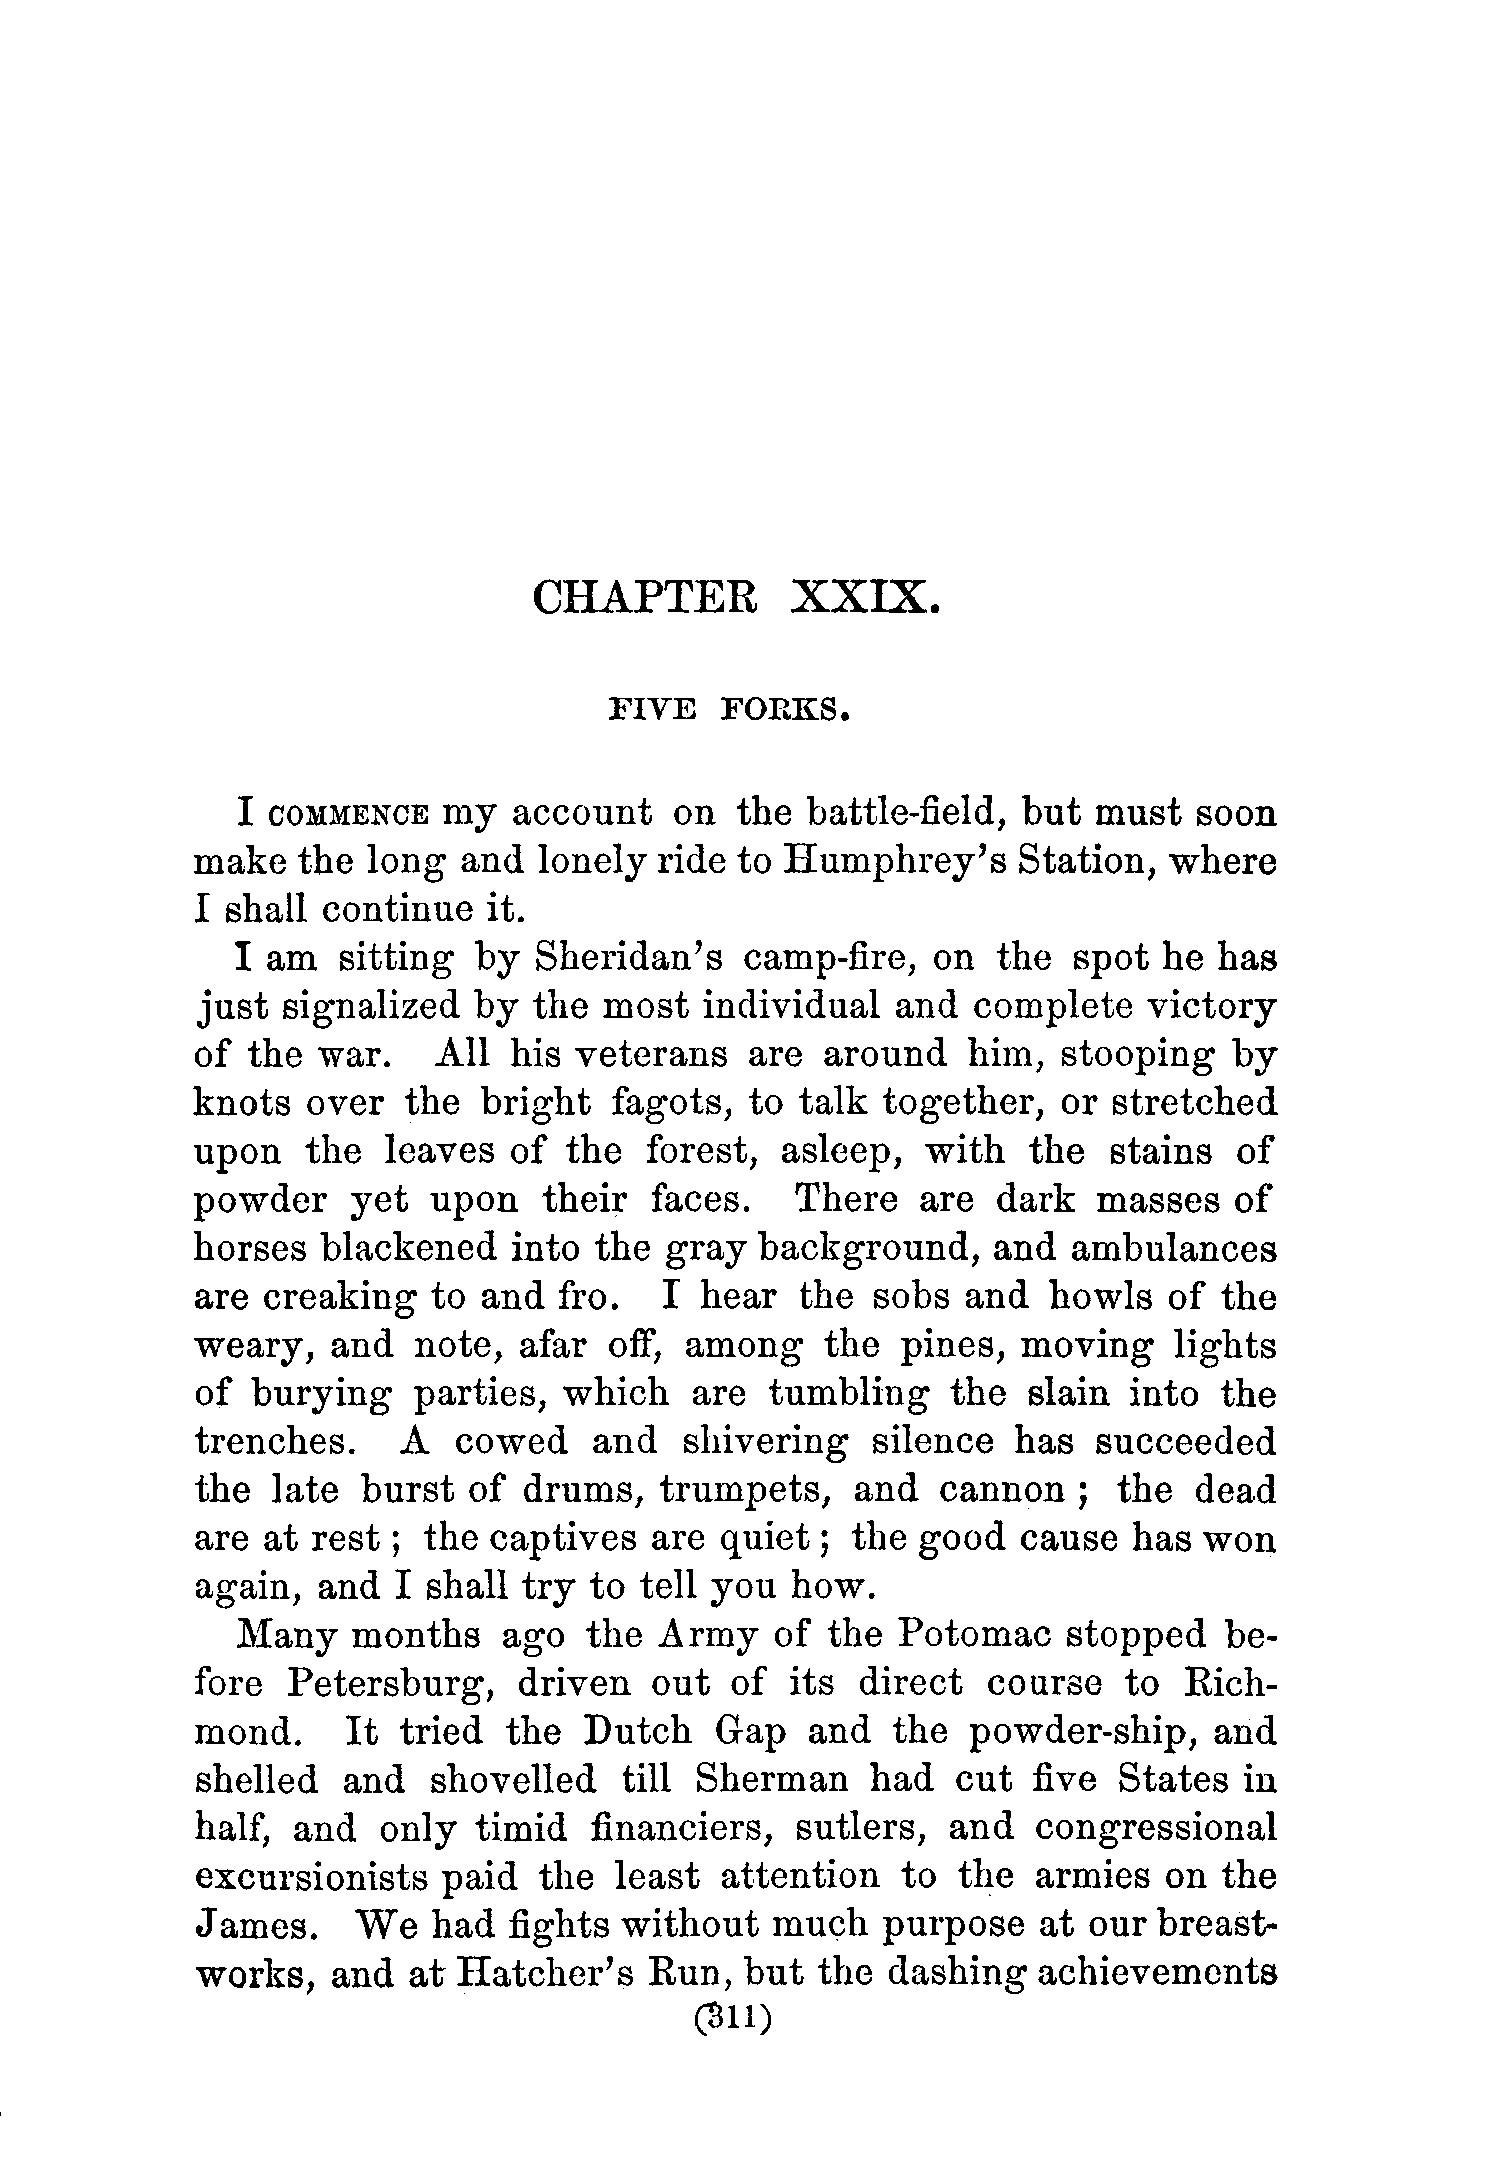 CHAPTER XXIX.
FIVE FORKS.
I COMMENCE my account on the battle-field, but must soon
make the long and lonely ride to Humphrey's Station, where
I shall continue it.
I am sitting by Sheridan's camp-fire, on the spot he has
just signalized by the most individual and complete victory
of the war. All his veterans are around him, stooping by
knots over the bright fagots, to talk together, or stretched
upon the leaves of the forest, asleep, with the stains of
powder yet upon their faces. There are dark masses of
horses blackened into the gray background, and ambulances
are creaking to and fro. I hear the sobs and howls of the
weary, and note, afar off, among the pines, moving lights
of burying parties, which are tumbling the slain into the
trenches. A cowed and shivering silence has succeeded
the late burst of drums, trumpets, and cannon ; the dead
are at rest ; the captives are quiet ; the good cause has won
again, and I shall try to tell you how.
Many months ago the Army of the Potomac stopped be-
fore Petersburg, driven out of its direct course to Rich-
mond. It tried the Dutch Gap and the powder-ship, and
shelled and shovelled till Sherman had cut five States in
half, and only timid financiers, sutlers, and congressional
excursionists paid the least attention to the armies on the
James. We had fights without much purpose at our breast-
works, and at Hatcher's Run, but the dashing achievements
(311)